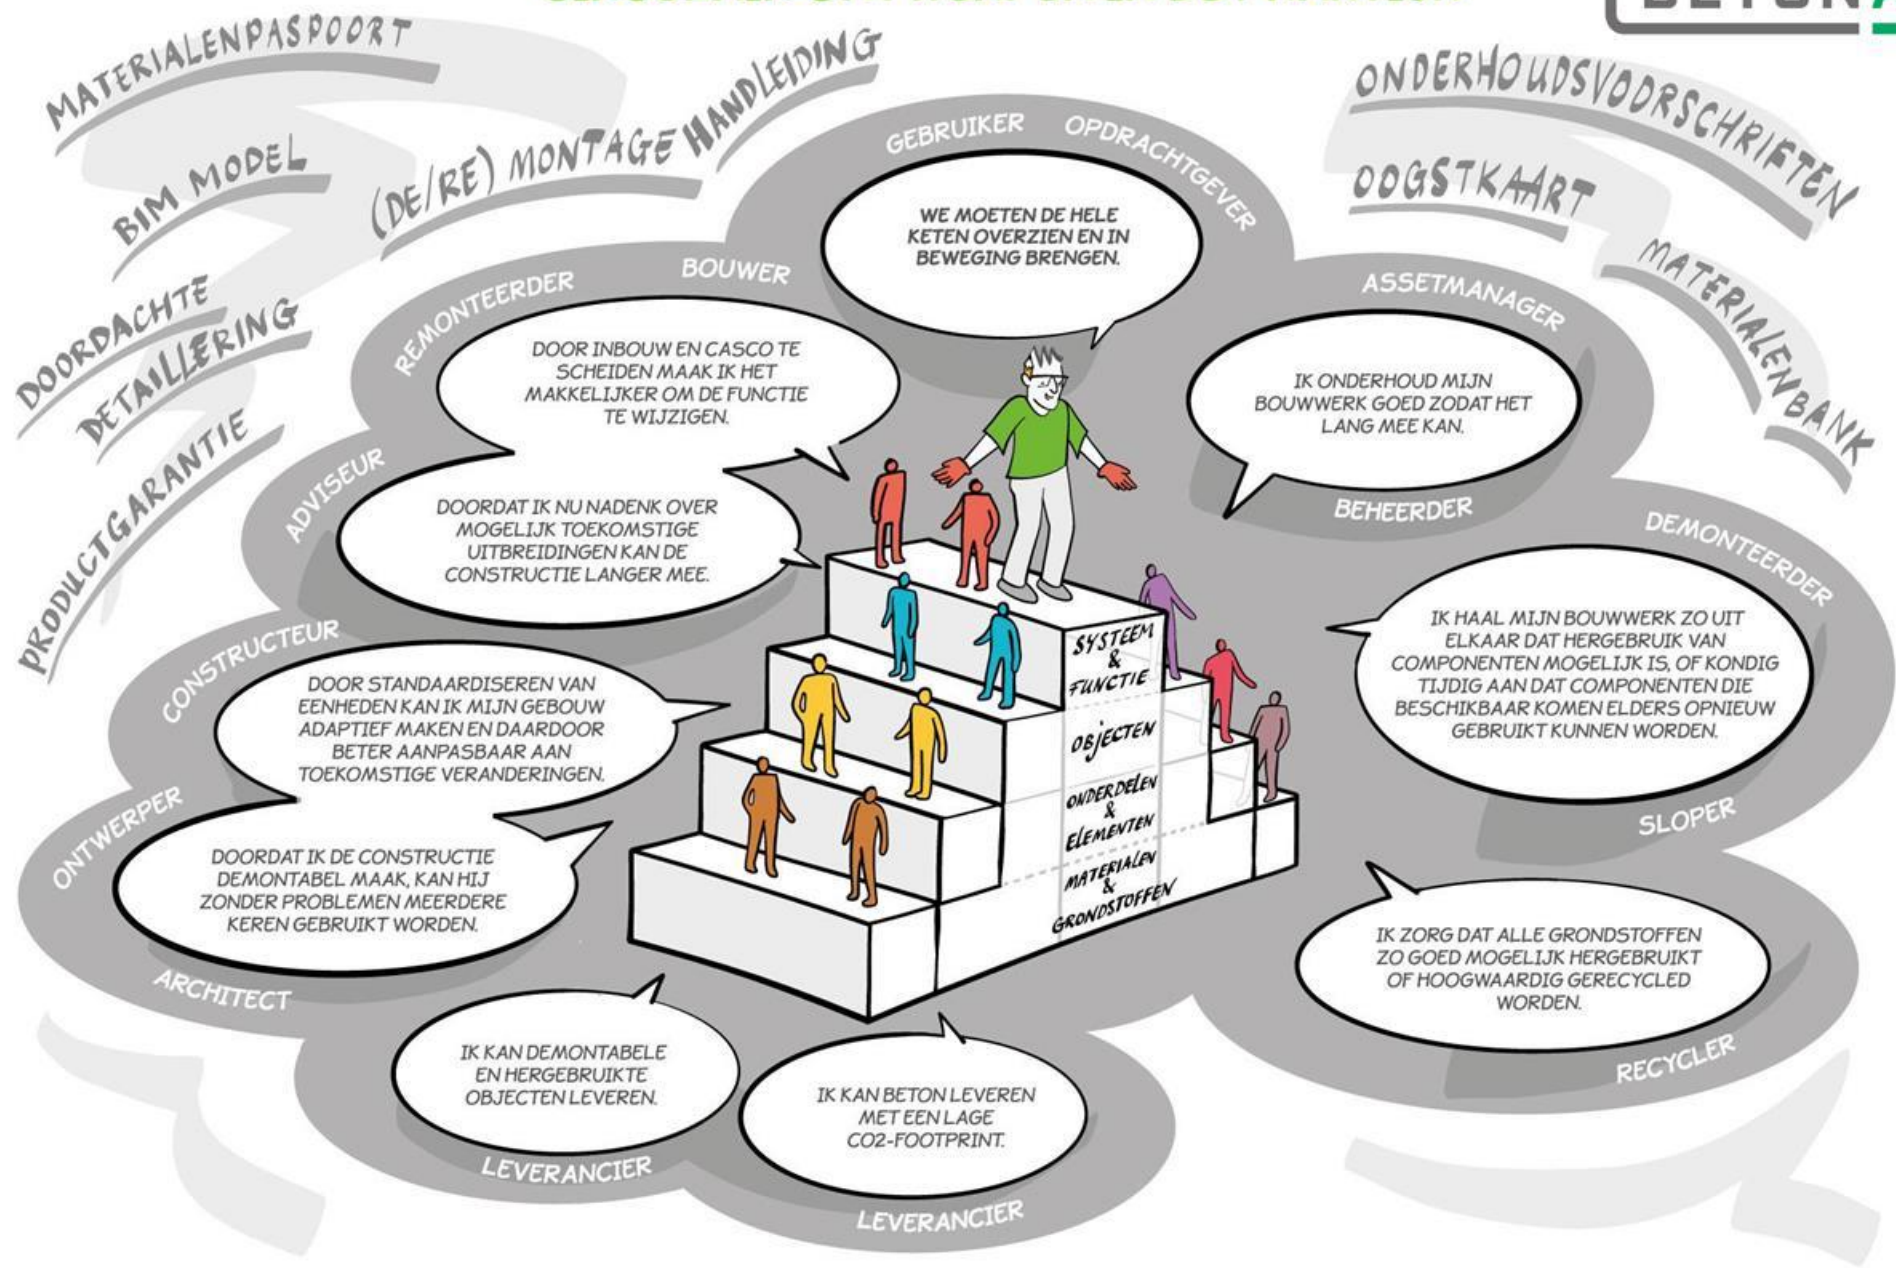 MATERIALENPASPOORT
BIM MODEL
(DE/RE) MONTAGE HANDLEIDING
DOORDACHTE
DETAILLERING
PRODUCTGARANTIE
ONDERHOUDSVOORSCHRIFTEN
OOGSTKAART
MATERIALENBANK
GEBRUIKER
OPDRACHTGEVER
WE MOETEN DE HELE
KETEN OVERZIEN EN IN
BEWEGING BRENGEN.
REMONTEERDER
BOUWER
DOOR INBOUW EN CASCO TE
SCHEIDEN MAAK IK HET
MAKKELIJKER OM DE FUNCTIE
TE WIJZIGEN.
ASSETMANAGER
IK ONDERHOUD MIJN
BOUWWERK GOED ZODAT HET
LANG MEE KAN.
BEHEERDER
ADVISEUR
DOORDAT IK NU NADENK OVER
MOGELIJK TOEKOMSTIGE
UITBREIDINGEN KAN DE
CONSTRUCTIE LANGER MEE.
DEMONTEERDER
IK HAAL MIJN BOUWWERK ZO UIT
ELKAAR DAT HERGEBRUIK VAN
COMPONENTEN MOGELIJK IS, OF KONDIG
TIJDIG AAN DAT COMPONENTEN DIE
BESCHIKBAAR KOMEN ELDERS OPNIEUW
GEBRUIKT KUNNEN WORDEN.
SLOPER
CONSTRUCTEUR
DOOR STANDAARDISEREN VAN
EENHEDEN KAN IK MIJN GEBOUW
ADAPTIEF MAKEN EN DAARDOOR
BETER AANPASBAAR AAN
TOEKOMSTIGE VERANDERINGEN.
SYSTEEM
&
FUNCTIE
OBJECTEN
ONDERDELEN
&
ELEMENTEN
MATERIALEN
&
GRONDSTOFFEN
ONTWERPER
DOORDAT IK DE CONSTRUCTIE
DEMONTABEL MAAK, KAN HIJ
ZONDER PROBLEMEN MEERDERE
KEREN GEBRUIKT WORDEN.
ARCHITECT
IK ZORG DAT ALLE GRONDSTOFFEN
ZO GOED MOGELIJK HERGEBRUIKT
OF HOOGWAARDIG GERECYCLED
WORDEN.
RECYCLER
IK KAN DEMONTABELE
EN HERGEBRUIKTE
OBJECTEN LEVEREN.
LEVERANCIER
IK KAN BETON LEVEREN
MET EEN LAGE
CO2-FOOTPRINT.
LEVERANCIER